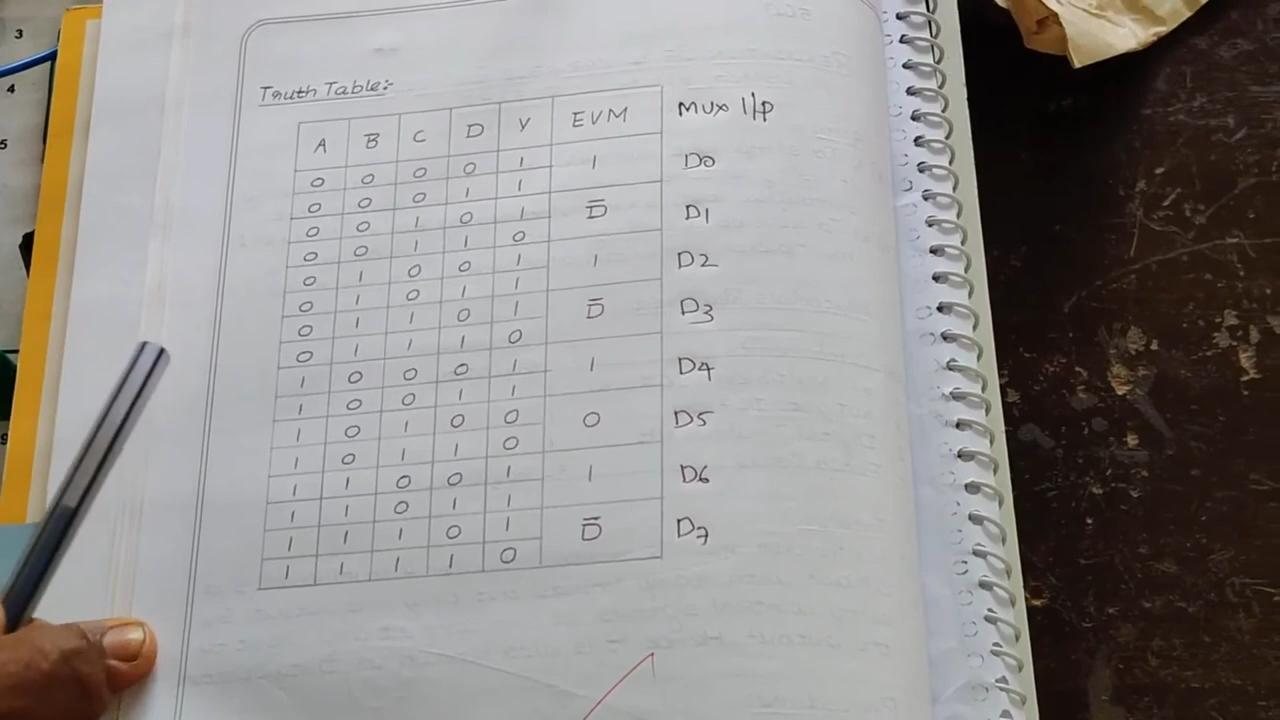 3
4
5
9
Truth Table:-
A B C D Y EVM MUX I/P
0 0 0 0 1 1 D0
0 0 0 1 1
0 0 1 0 1 D̅ D1
0 0 1 1 0
0 1 0 0 1 1 D2
0 1 0 1 1
0 1 1 0 1 D̅ D3
0 1 1 1 0
1 0 0 0 1 1 D4
1 0 0 1 1
1 0 1 0 0 0 D5
1 0 1 1 0
1 1 0 0 1 1 D6
1 1 0 1 1
1 1 1 0 1 D̅ D7
1 1 1 1 0